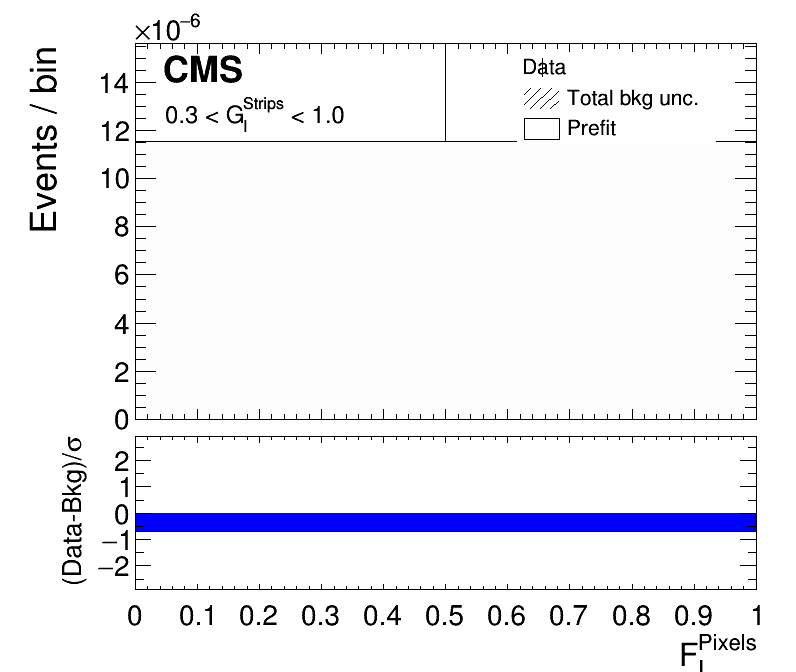 ×10⁻⁶
Events / bin
CMS
0.3 < G_I^Strips < 1.0
Data
Total bkg unc.
Prefit
14
12
10
8
6
4
2
0
(Data-Bkg)/σ
2
1
0
−1
−2
0 0.1 0.2 0.3 0.4 0.5 0.6 0.7 0.8 0.9 1
F_I^Pixels